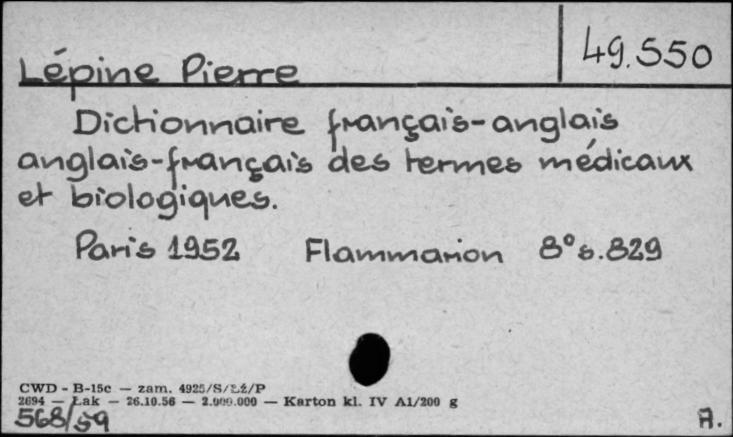 49.550
Lépine Pierre
Dictionnaire français-anglais
anglais-français des termes médicaux
et biologiques.
Paris 1952 Flammarion 8° s.829
CWD - B-15c — zam. 4925/S/Łź/P
2694 — Łak — 26.10.56 — 2.000.000 — Karton kl. IV A1/200 g
568/59 A.